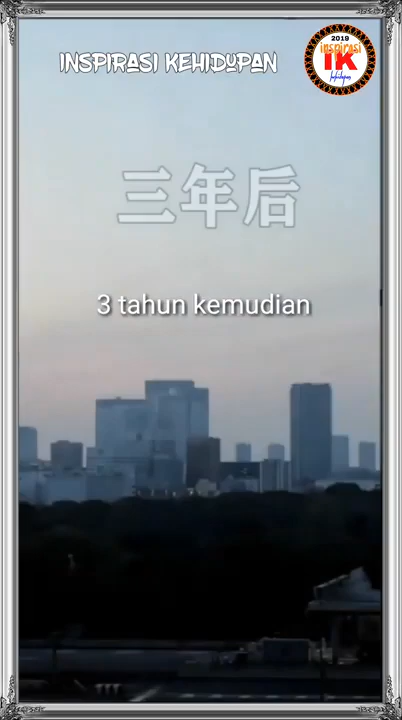 INSPIRASI KEHIDUPAN
2019
inspirasi
IK
kehidupan
三年后
3 tahun kemudian